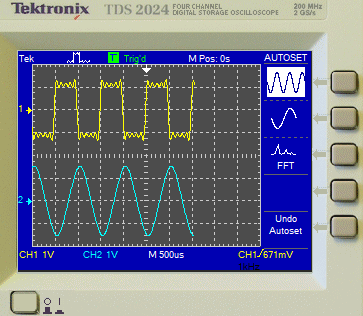 Tektronix TDS 2024 FOUR CHANNEL DIGITAL STORAGE OSCILLOSCOPE 200 MHz 2 GS/s
Tek T Trig'd M Pos: 0s AUTOSET
1
FFT
2
Undo
Autoset
CH1 1V CH2 1V M 500us CH1 671mV